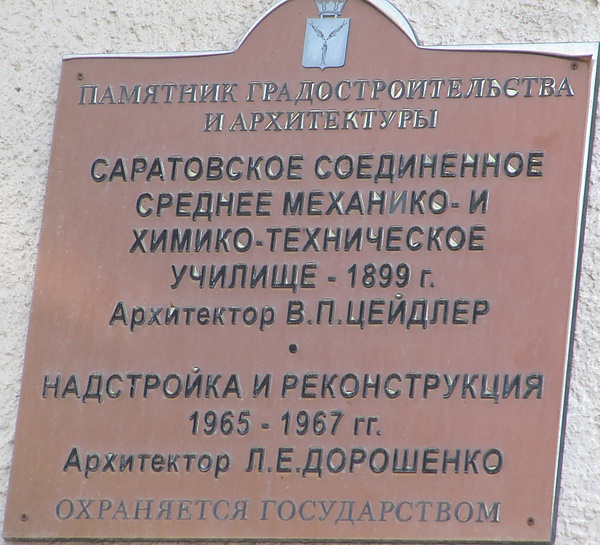 ПАМЯТНИК ГРАДОСТРОИТЕЛЬСТВА
И АРХИТЕКТУРЫ
САРАТОВСКОЕ СОЕДИНЕННОЕ
СРЕДНЕЕ МЕХАНИКО- И
ХИМИКО-ТЕХНИЧЕСКОЕ
УЧИЛИЩЕ - 1899 г.
Архитектор В.П.ЦЕЙДЛЕР
•
НАДСТРОЙКА И РЕКОНСТРУКЦИЯ
1965 - 1967 гг.
Архитектор Л.Е.ДОРОШЕНКО
ОХРАНЯЕТСЯ ГОСУДАРСТВОМ